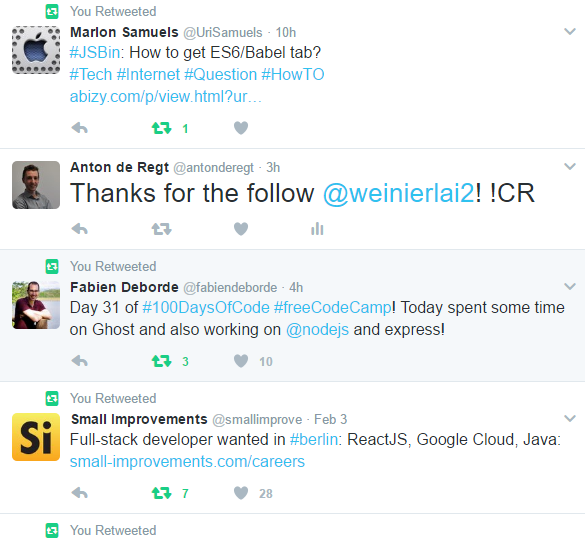 You Retweeted
Marlon Samuels @UriSamuels · 10h
#JSBin: How to get ES6/Babel tab?
#Tech #Internet #Question #HowTO
abizy.com/p/view.html?ur…
1
Anton de Regt @antonderegt · 3h
Thanks for the follow @weinierlai2! !CR
You Retweeted
Fabien Deborde @fabiendeborde · 4h
Day 31 of #100DaysOfCode #freeCodeCamp! Today spent some time
on Ghost and also working on @nodejs and express!
3 10
You Retweeted
Small Improvements @smallimprove · Feb 3
Si
Full-stack developer wanted in #berlin: ReactJS, Google Cloud, Java:
small-improvements.com/careers
7 28
You Retweeted